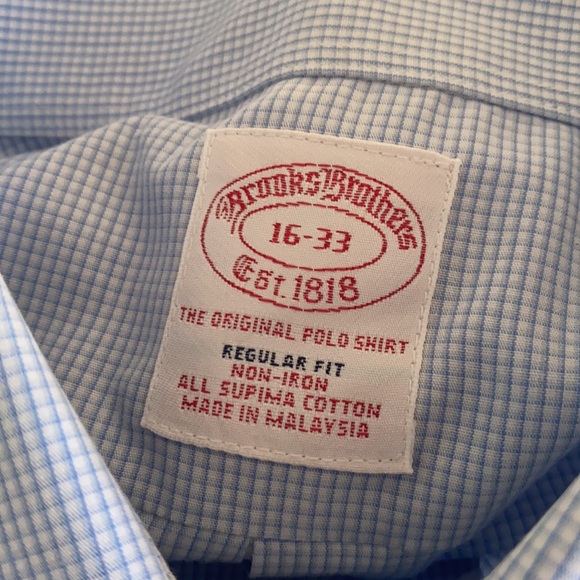 Brooks Brothers
16-33
Est. 1818
THE ORIGINAL POLO SHIRT
REGULAR FIT
NON-IRON
ALL SUPIMA COTTON
MADE IN MALAYSIA